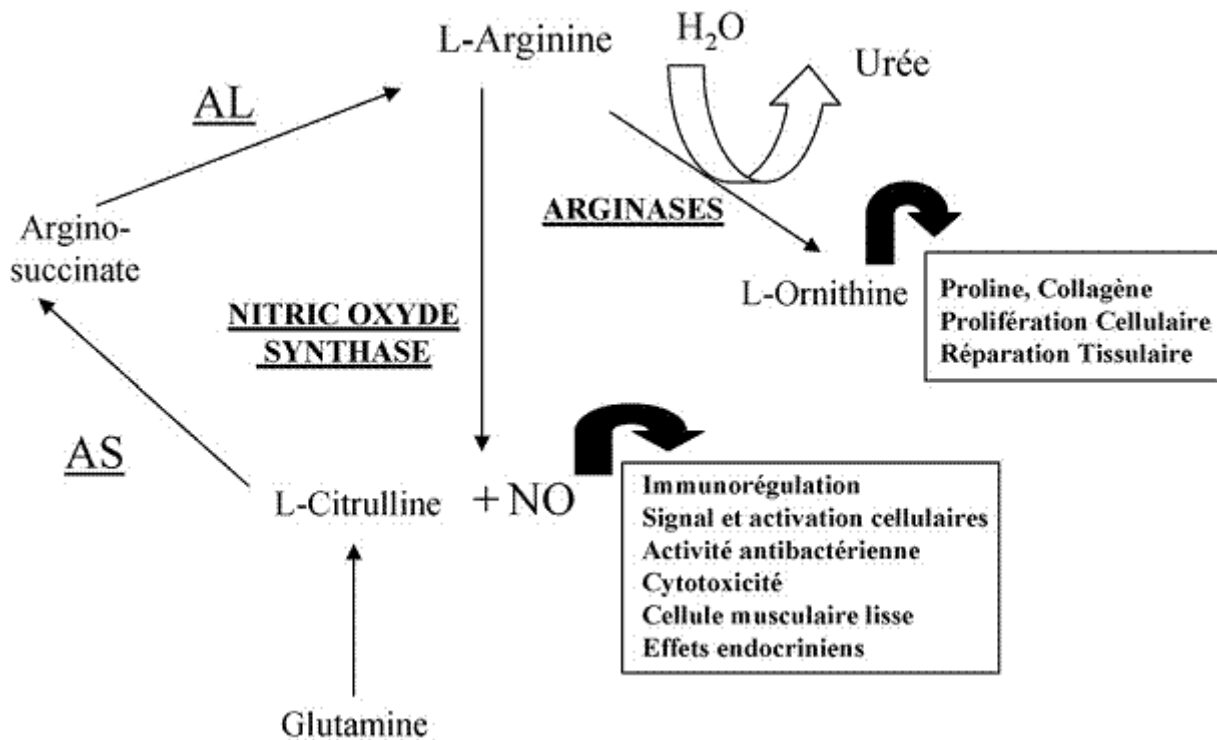 L-Arginine
H₂O
Urée
AL
ARGINASES
Argino-
succinate
L-Ornithine
Proline, Collagène
Prolifération Cellulaire
Réparation Tissulaire
NITRIC OXYDE
SYNTHASE
AS
L-Citrulline + NO
Immunorégulation
Signal et activation cellulaires
Activité antibactérienne
Cytotoxicité
Cellule musculaire lisse
Effets endocriniens
Glutamine